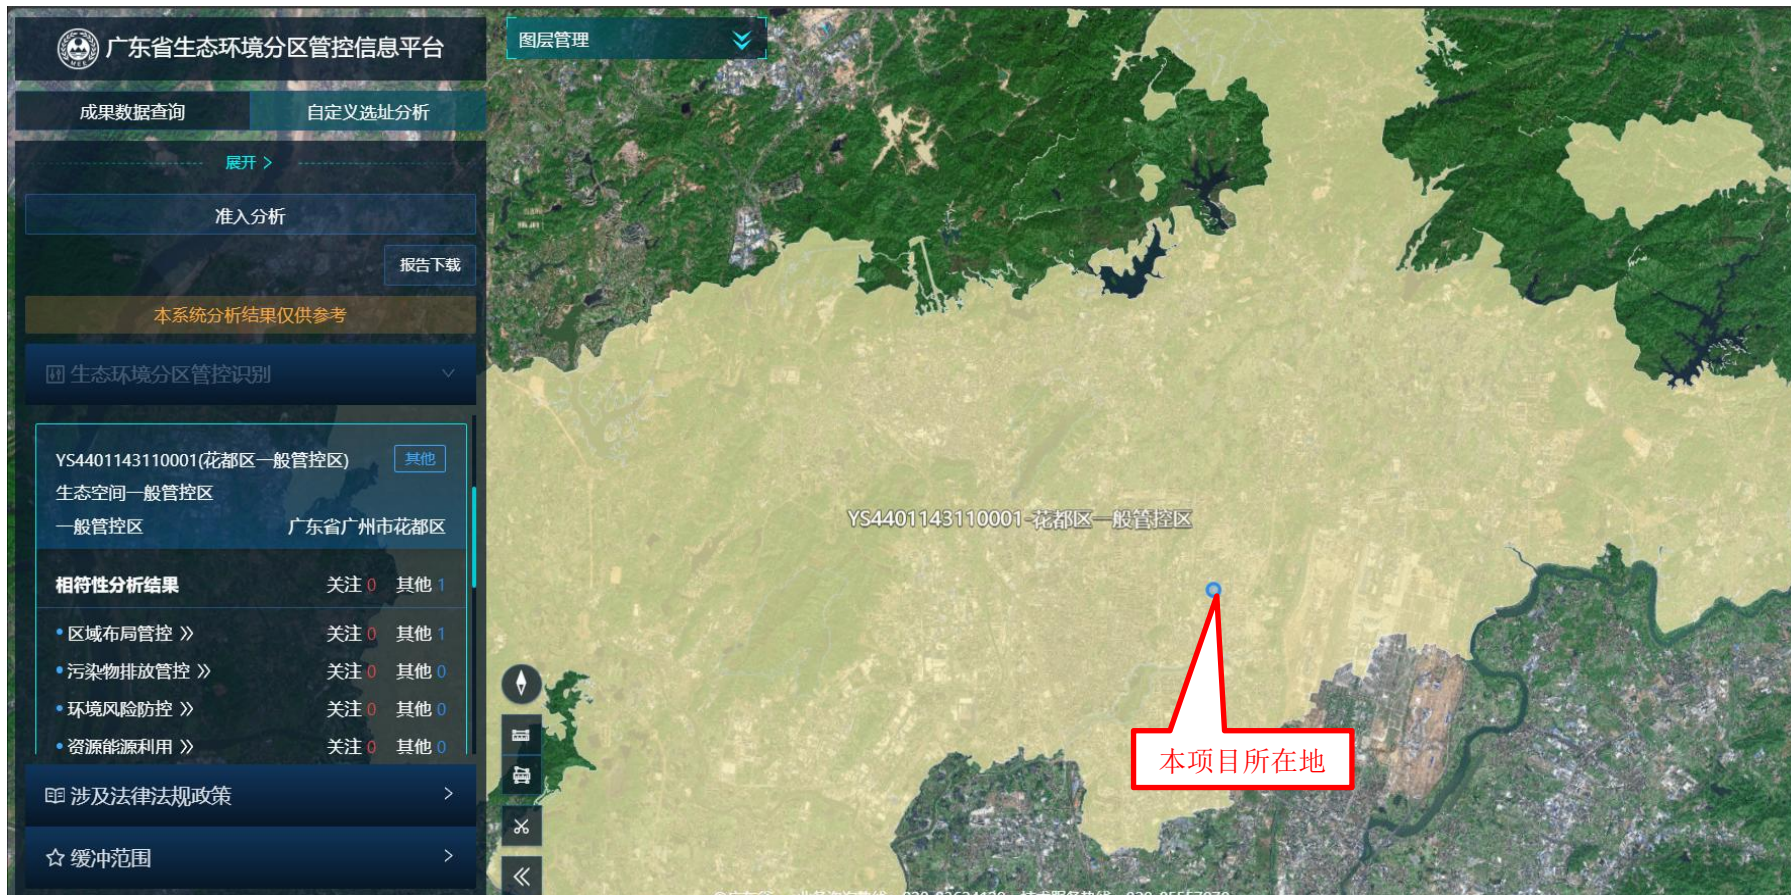 广东省生态环境分区管控信息平台
成果数据查询 自定义选址分析
展开 >
准入分析
报告下载
本系统分析结果仅供参考
生态环境分区管控识别
YS4401143110001(花都区一般管控区) 其他
生态空间一般管控区
一般管控区 广东省广州市花都区
相符性分析结果 关注 0 其他 1
• 区域布局管控 » 关注 0 其他 1
• 污染物排放管控 » 关注 0 其他 0
• 环境风险防控 » 关注 0 其他 0
• 资源能源利用 » 关注 0 其他 0
涉及法律法规政策 >
缓冲范围 >
图层管理
YS4401143110001-花都区一般管控区
本项目所在地